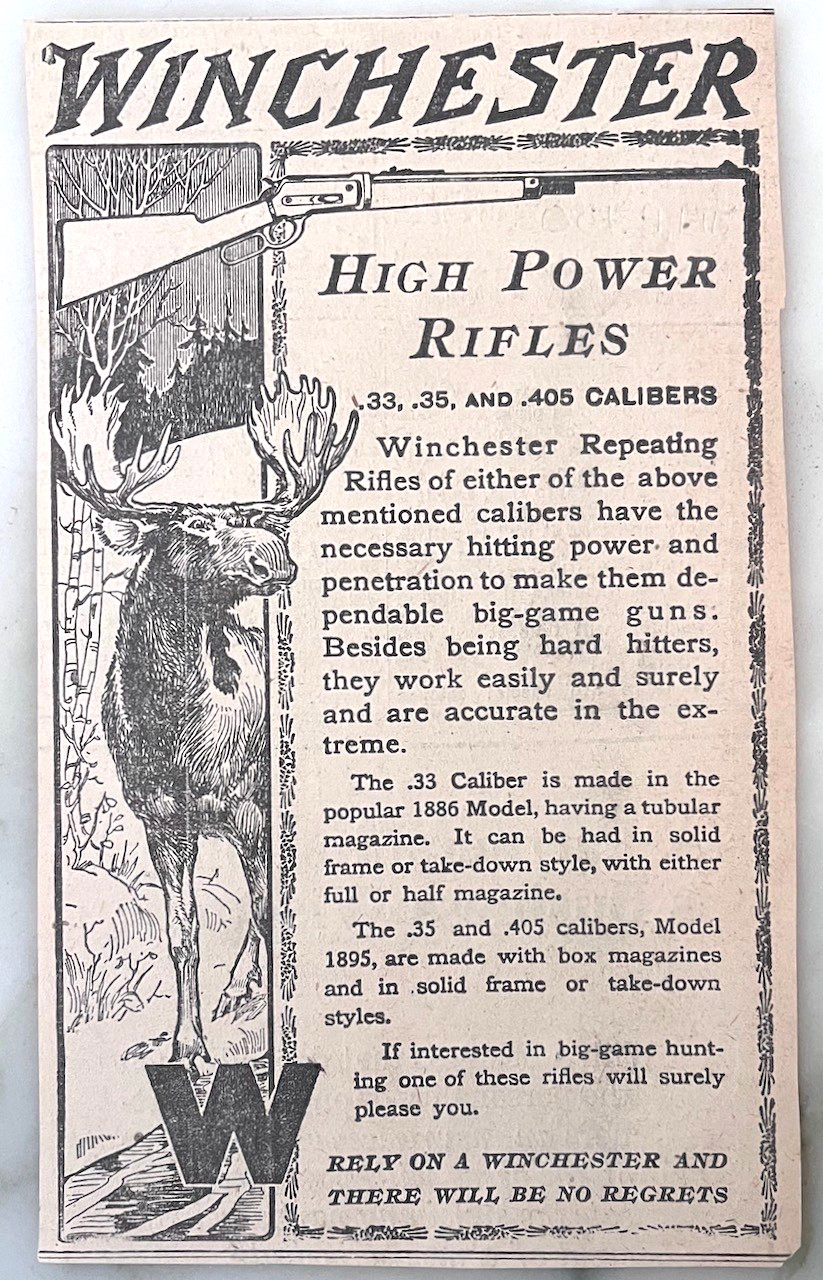 WINCHESTER
HIGH POWER
RIFLES
.33, .35, AND .405 CALIBERS
Winchester Repeating
Rifles of either of the above
mentioned calibers have the
necessary hitting power and
penetration to make them de-
pendable big-game guns.
Besides being hard hitters,
they work easily and surely
and are accurate in the ex-
treme.
The .33 Caliber is made in the
popular 1886 Model, having a tubular
magazine. It can be had in solid
frame or take-down style, with either
full or half magazine.
The .35 and .405 calibers, Model
1895, are made with box magazines
and in solid frame or take-down
styles.
If interested in big-game hunt-
ing one of these rifles will surely
please you.
W
RELY ON A WINCHESTER AND
THERE WILL BE NO REGRETS